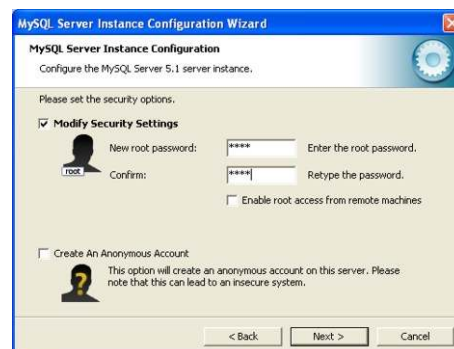 MySQL Server Instance Configuration Wizard
MySQL Server Instance Configuration
Configure the MySQL Server 5.1 server instance.
Please set the security options.
Modify Security Settings
New root password: **** Enter the root password.
root
Confirm: **** Retype the password.
Enable root access from remote machines
Create An Anonymous Account
This option will create an anonymous account on this server. Please
note that this can lead to an insecure system.
< Back Next > Cancel